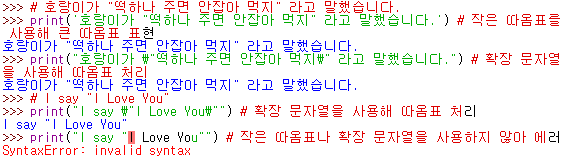 >>> # 호랑이가 "떡하나 주면 안잡아 먹지" 라고 말했습니다.
>>> print('호랑이가 "떡하나 주면 안잡아 먹지" 라고 말했습니다.') # 작은 따옴표를
사용해 큰 따옴표 표현
호랑이가 "떡하나 주면 안잡아 먹지" 라고 말했습니다.
>>> print("호랑이가 ₩"떡하나 주면 안잡아 먹지₩" 라고 말했습니다.") # 확장 문자열
을 사용해 따옴표 처리
호랑이가 "떡하나 주면 안잡아 먹지" 라고 말했습니다.
>>> # I say "I Love You"
>>> print("I say ₩"I Love You₩"") # 확장 문자열을 사용해 따옴표 처리
I say "I Love You"
>>> print("I say "I Love You"") # 작은 따옴표나 확장 문자열을 사용하지 않아 에러
SyntaxError: invalid syntax